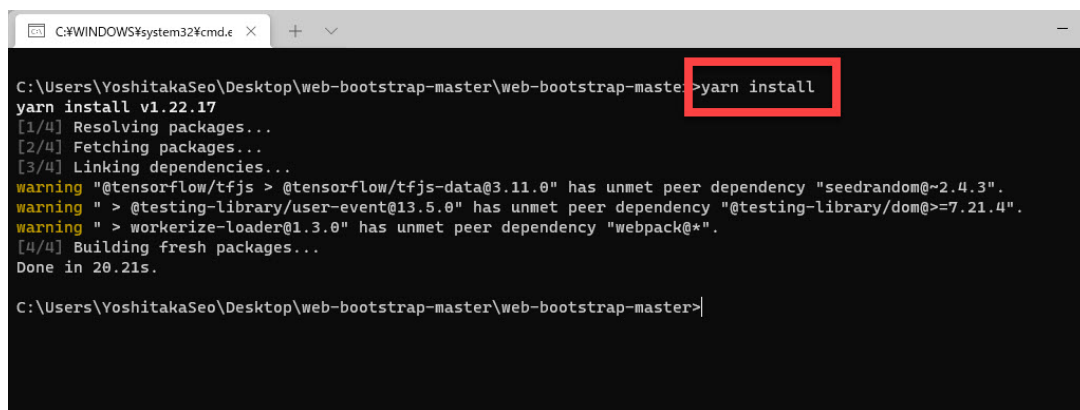 C:¥WINDOWS¥system32¥cmd.e
C:\Users\YoshitakaSeo\Desktop\web-bootstrap-master\web-bootstrap-master>yarn install
yarn install v1.22.17
[1/4] Resolving packages...
[2/4] Fetching packages...
[3/4] Linking dependencies...
warning "@tensorflow/tfjs > @tensorflow/tfjs-data@3.11.0" has unmet peer dependency "seedrandom@~2.4.3".
warning " > @testing-library/user-event@13.5.0" has unmet peer dependency "@testing-library/dom@>=7.21.4".
warning " > workerize-loader@1.3.0" has unmet peer dependency "webpack@*".
[4/4] Building fresh packages...
Done in 20.21s.
C:\Users\YoshitakaSeo\Desktop\web-bootstrap-master\web-bootstrap-master>